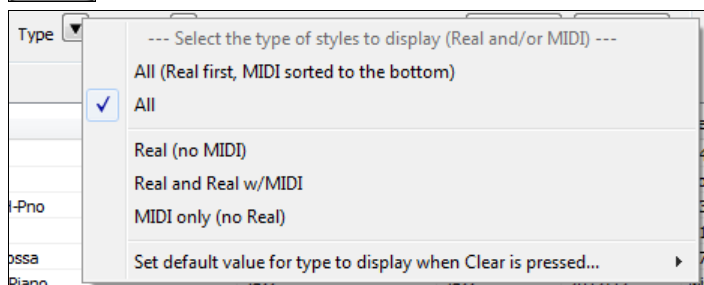 Type
--- Select the type of styles to display (Real and/or MIDI) ---
All (Real first, MIDI sorted to the bottom)
All
Real (no MIDI)
Real and Real w/MIDI
MIDI only (no Real)
Set default value for type to display when Clear is pressed...
-Pno
ossa